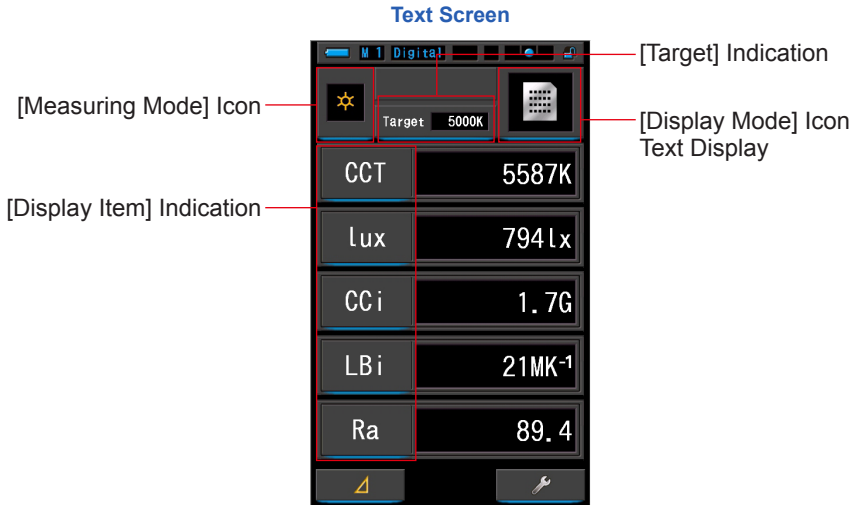 Text Screen
M 1 Digital
[Target] Indication
[Measuring Mode] Icon
Target 5000K
[Display Mode] Icon
Text Display
CCT 5587K
[Display Item] Indication
lux 794lx
CCi 1.7G
LBi 21MK⁻¹
Ra 89.4